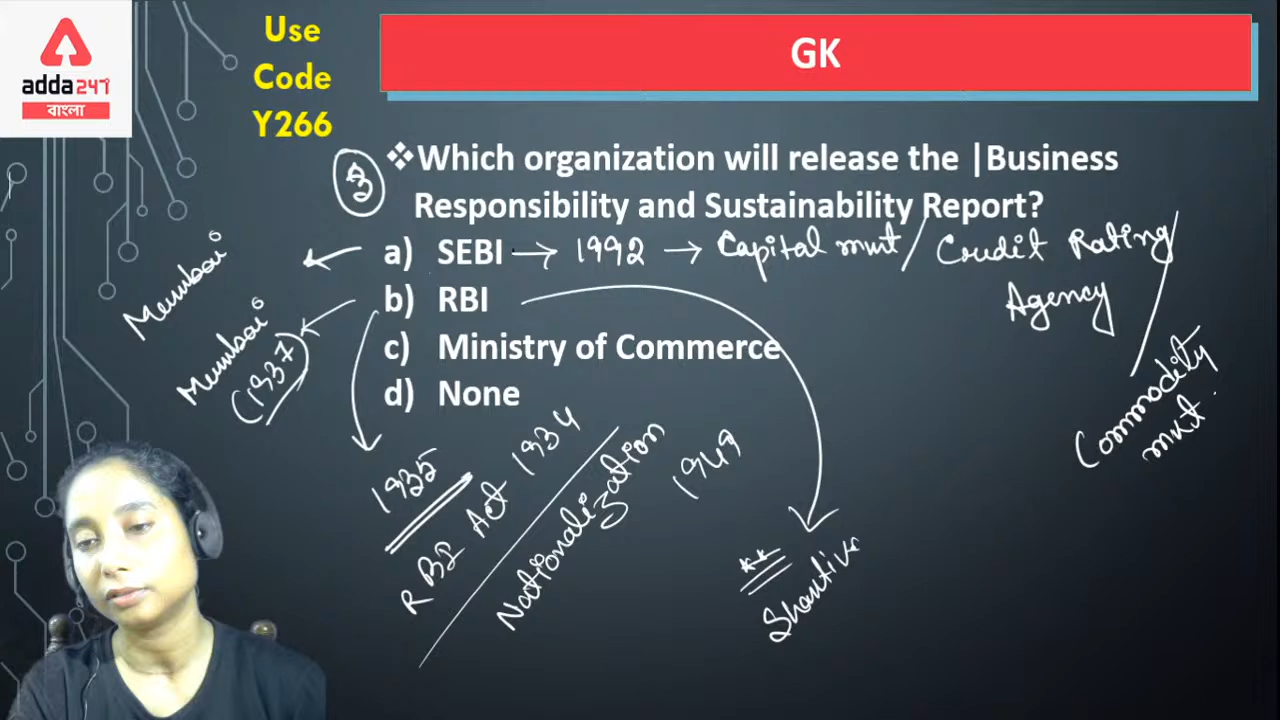 adda247
বাংলা
Use
Code
Y266
GK
3
❖Which organization will release the |Business
Responsibility and Sustainability Report?
a) SEBI → 1992 → Capital mkt / Credit Rating /
Agency
Commodity
mkt.
b) RBI
c) Ministry of Commerce
d) None
Mumbai
Mumbai
(1937)
1935
RBI Act 1934
Nationalization 1949